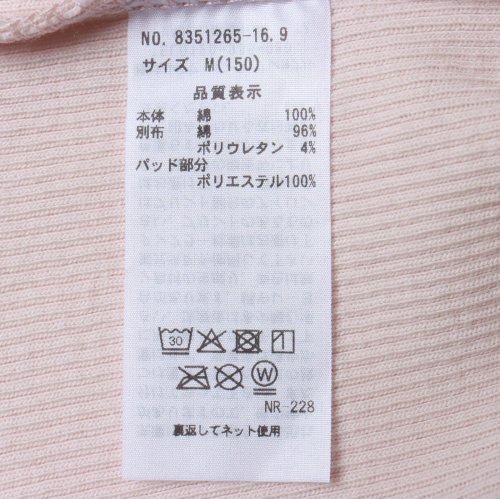 NO. 8351265-16.9
サイズ M(150)
品質表示
本体 綿 100%
別布 綿 96%
ポリウレタン 4%
パッド部分
ポリエステル100%
30
W
NR-228
裏返してネット使用